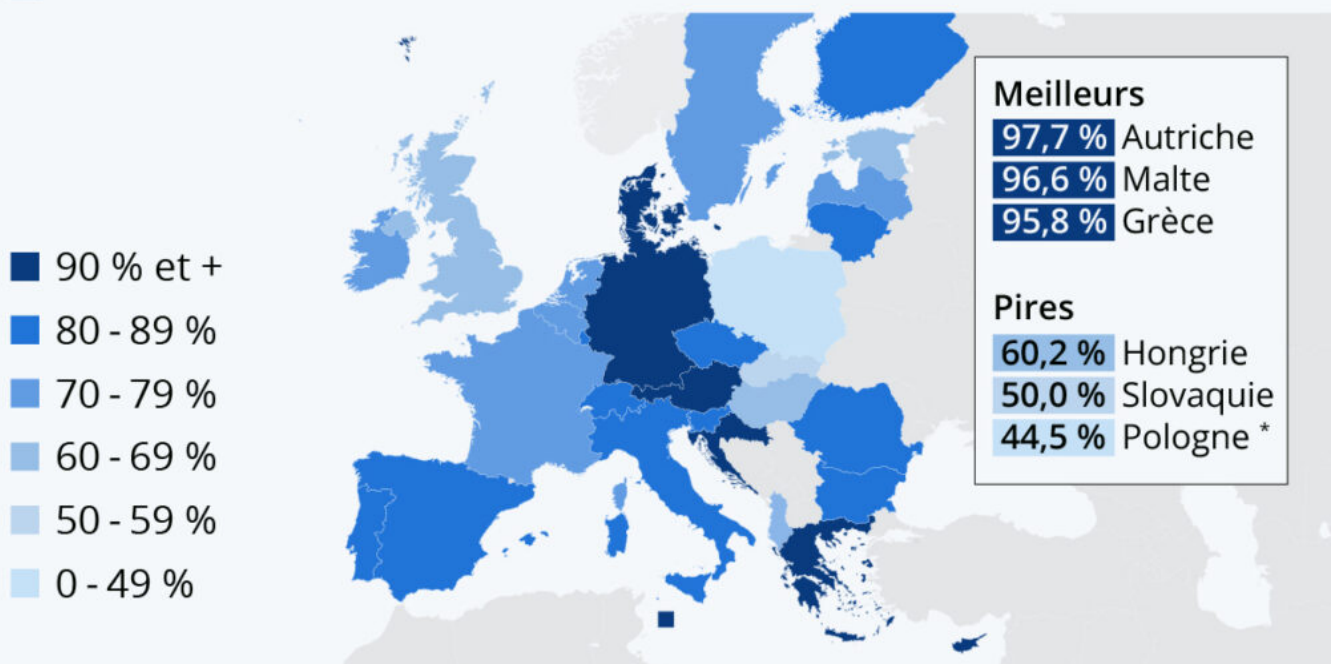 90 % et +
80 - 89 %
70 - 79 %
60 - 69 %
50 - 59 %
0 - 49 %
Meilleurs
97,7 % Autriche
96,6 % Malte
95,8 % Grèce
Pires
60,2 % Hongrie
50,0 % Slovaquie
44,5 % Pologne *